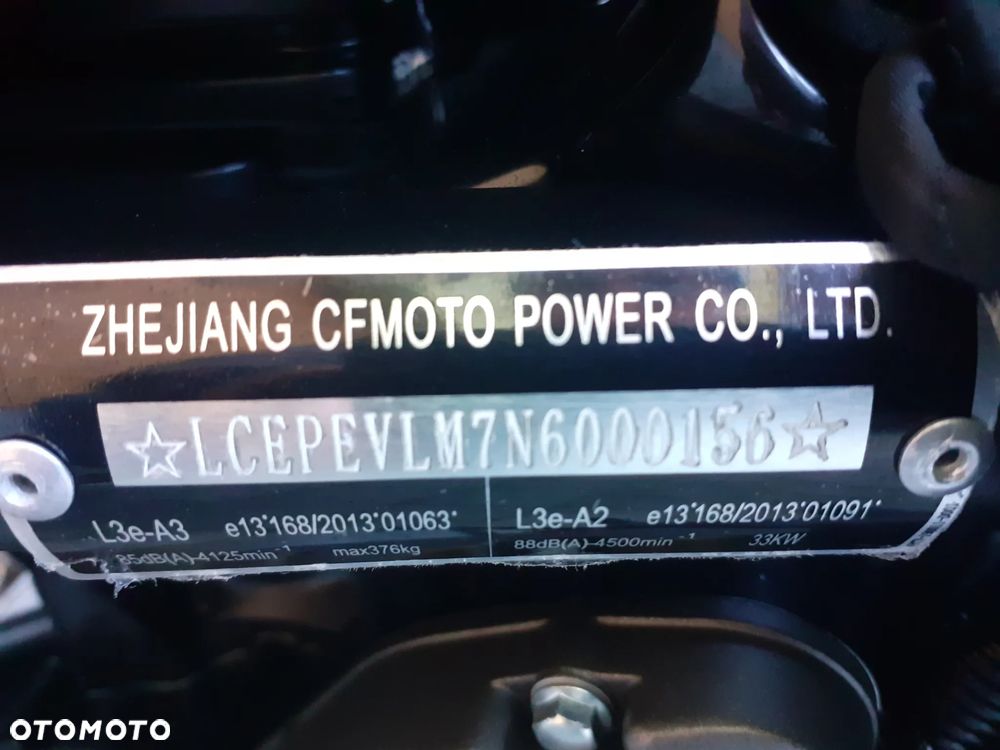 ZHEJIANG CFMOTO POWER CO., LTD.
☆LCEPEVLM7N6000156☆
L3e-A3 e13*168/2013*01063* L3e-A2 e13*168/2013*01091*
85dB(A)-4125min⁻¹ max376kg 88dB(A)-4500min⁻¹ 33KW
OTOMOTO